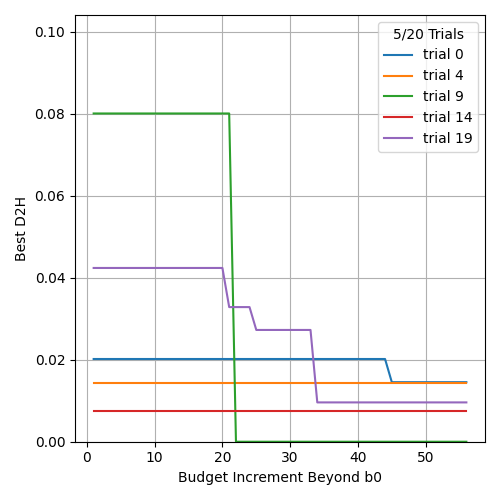 5/20 Trials
trial 0
trial 4
trial 9
trial 14
trial 19
0.10
0.08
0.06
0.04
0.02
0.00
Best D2H
0 10 20 30 40 50
Budget Increment Beyond b0